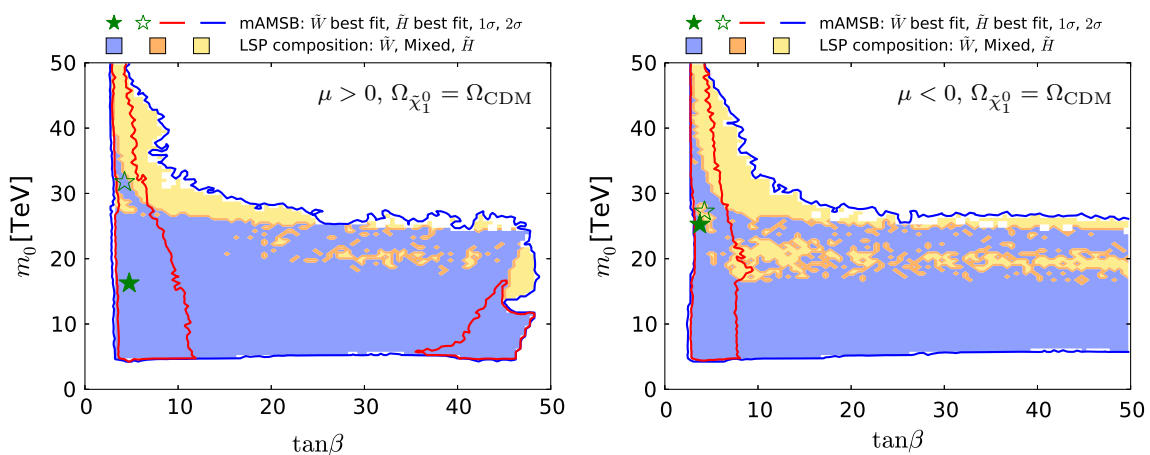 mAMSB: W̃ best fit, H̃ best fit, 1σ, 2σ
LSP composition: W̃, Mixed, H̃
μ > 0, Ω_χ̃₁⁰ = Ω_CDM
m₀[TeV]
50
40
30
20
10
0
0 10 20 30 40 50
tanβ
mAMSB: W̃ best fit, H̃ best fit, 1σ, 2σ
LSP composition: W̃, Mixed, H̃
μ < 0, Ω_χ̃₁⁰ = Ω_CDM
m₀[TeV]
50
40
30
20
10
0
0 10 20 30 40 50
tanβ